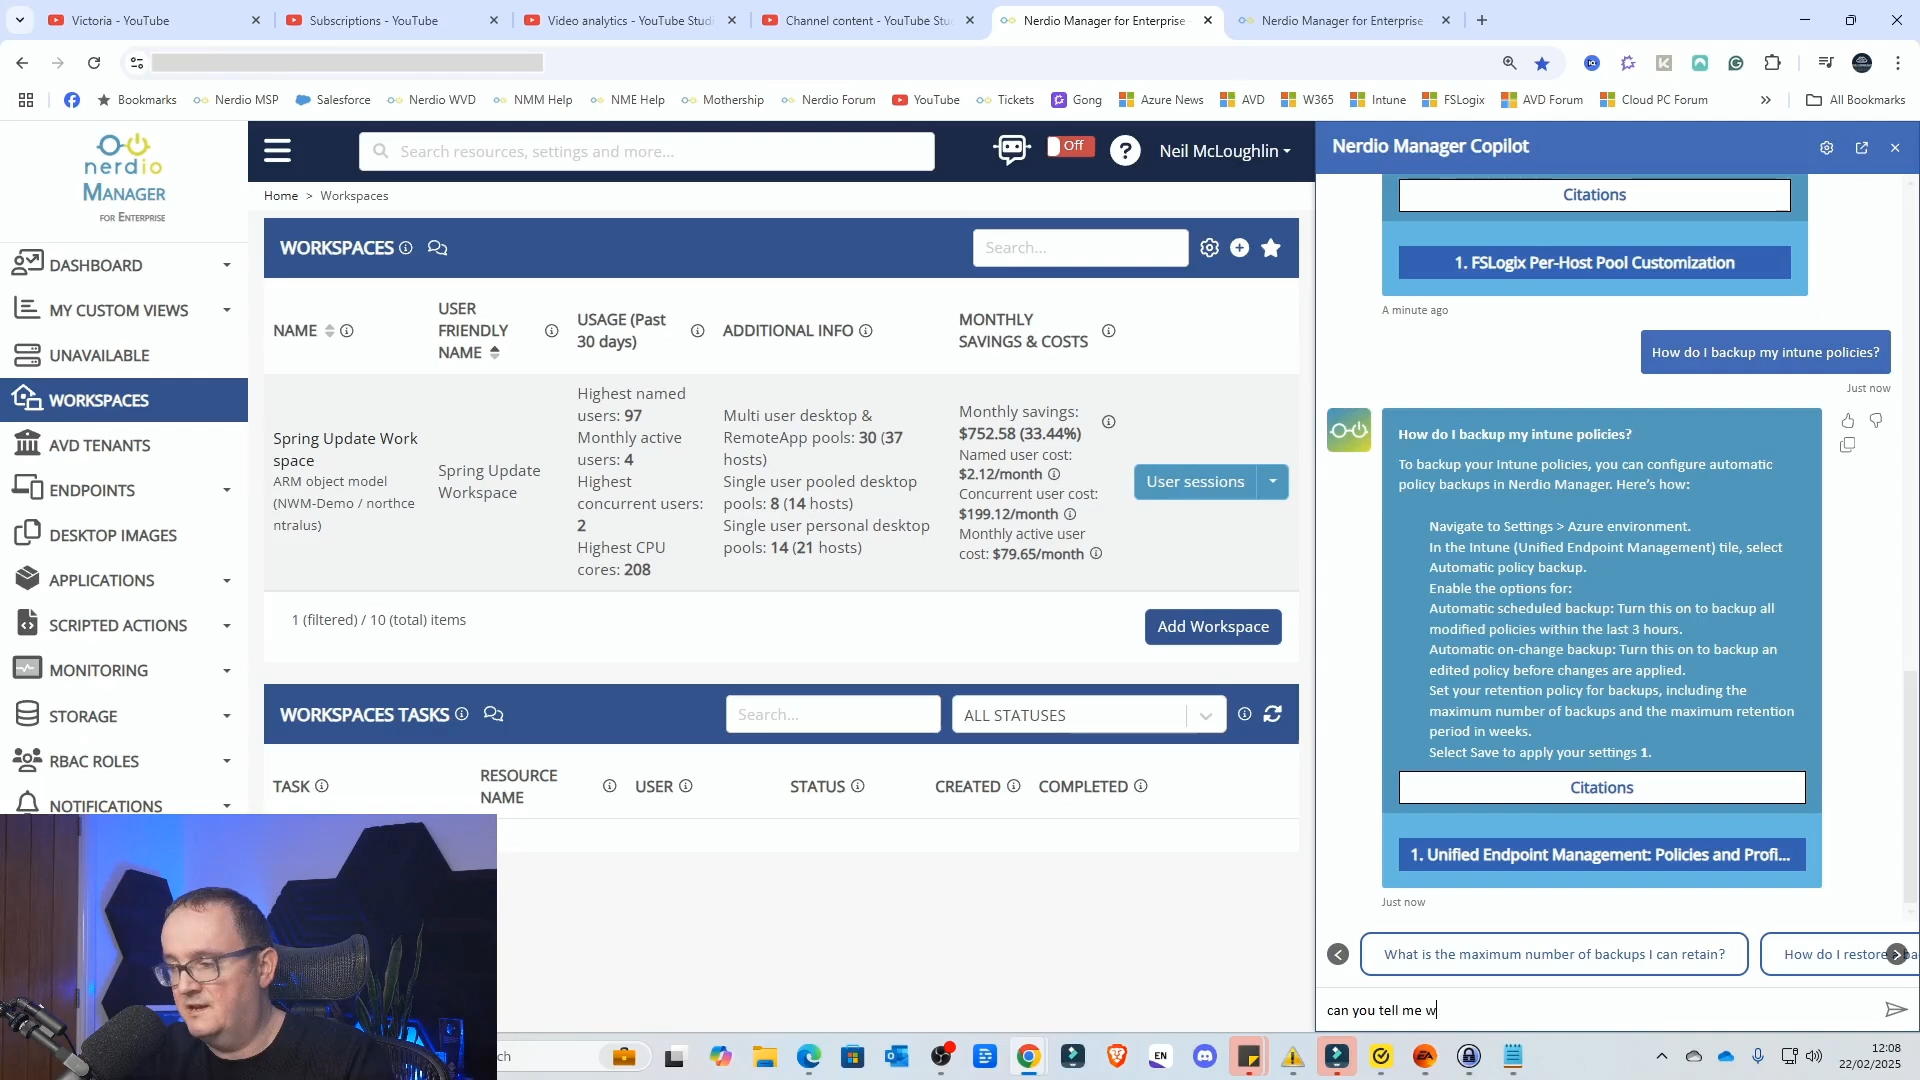 Victoria - YouTube
Subscriptions - YouTube
Video analytics - YouTube Studi
Channel content - YouTube Stu
Nerdio Manager for Enterprise
Nerdio Manager for Enterprise
Bookmarks
Nerdio MSP
Salesforce
Nerdio WVD
NMM Help
NME Help
Mothership
Nerdio Forum
YouTube
Tickets
Gong
Azure News
AVD
W365
Intune
FSLogix
AVD Forum
Cloud PC Forum
All Bookmarks
nerdio
MANAGER
FOR ENTERPRISE
DASHBOARD
MY CUSTOM VIEWS
UNAVAILABLE
WORKSPACES
AVD TENANTS
ENDPOINTS
DESKTOP IMAGES
APPLICATIONS
SCRIPTED ACTIONS
MONITORING
STORAGE
RBAC ROLES
NOTIFICATIONS
Search resources, settings and more...
Off
Neil McLoughlin
Home > Workspaces
WORKSPACES
Search...
NAME
USER
FRIENDLY
NAME
USAGE (Past
30 days)
ADDITIONAL INFO
MONTHLY
SAVINGS & COSTS
Spring Update Work
space
ARM object model
(NWM-Demo / northce
ntralus)
Spring Update
Workspace
Highest named
users: 97
Monthly active
users: 4
Highest
concurrent users:
2
Highest CPU
cores: 208
Multi user desktop &
RemoteApp pools: 30 (37
hosts)
Single user pooled desktop
pools: 8 (14 hosts)
Single user personal desktop
pools: 14 (21 hosts)
Monthly savings:
$752.58 (33.44%)
Named user cost:
$2.12/month
Concurrent user cost:
$199.12/month
Monthly active user
cost: $79.65/month
User sessions
1 (filtered) / 10 (total) items
Add Workspace
WORKSPACES TASKS
Search...
ALL STATUSES
TASK
RESOURCE
NAME
USER
STATUS
CREATED
COMPLETED
Nerdio Manager Copilot
Citations
1. FSLogix Per-Host Pool Customization
A minute ago
How do I backup my intune policies?
Just now
How do I backup my intune policies?
To backup your Intune policies, you can configure automatic
policy backups in Nerdio Manager. Here's how:
Navigate to Settings > Azure environment.
In the Intune (Unified Endpoint Management) tile, select
Automatic policy backup.
Enable the options for:
Automatic scheduled backup: Turn this on to backup all
modified policies within the last 3 hours.
Automatic on-change backup: Turn this on to backup an
edited policy before changes are applied.
Set your retention policy for backups, including the
maximum number of backups and the maximum retention
period in weeks.
Select Save to apply your settings 1.
Citations
1. Unified Endpoint Management: Policies and Profi...
Just now
What is the maximum number of backups I can retain?
How do I restore
can you tell me w
EN
12:08
22/02/2025